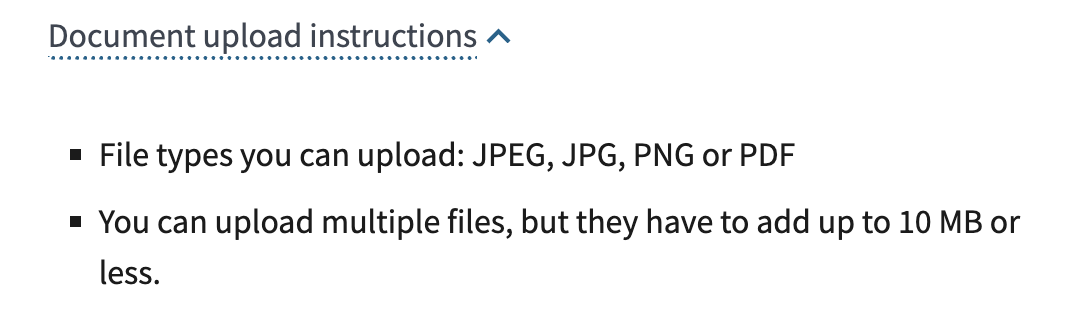 Document upload instructions
File types you can upload: JPEG, JPG, PNG or PDF
You can upload multiple files, but they have to add up to 10 MB or
less.